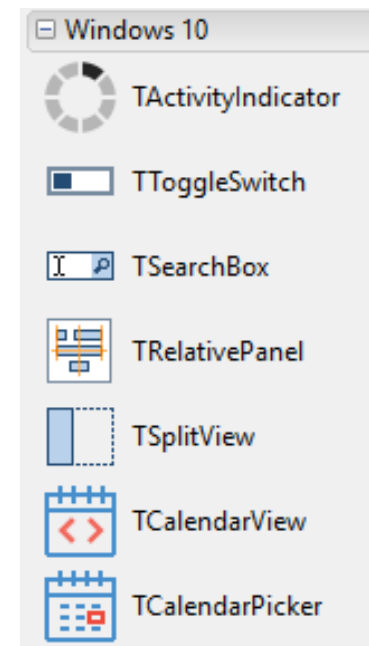 Windows 10
TActivityIndicator
TToggleSwitch
TSearchBox
TRelativePanel
TSplitView
TCalendarView
TCalendarPicker